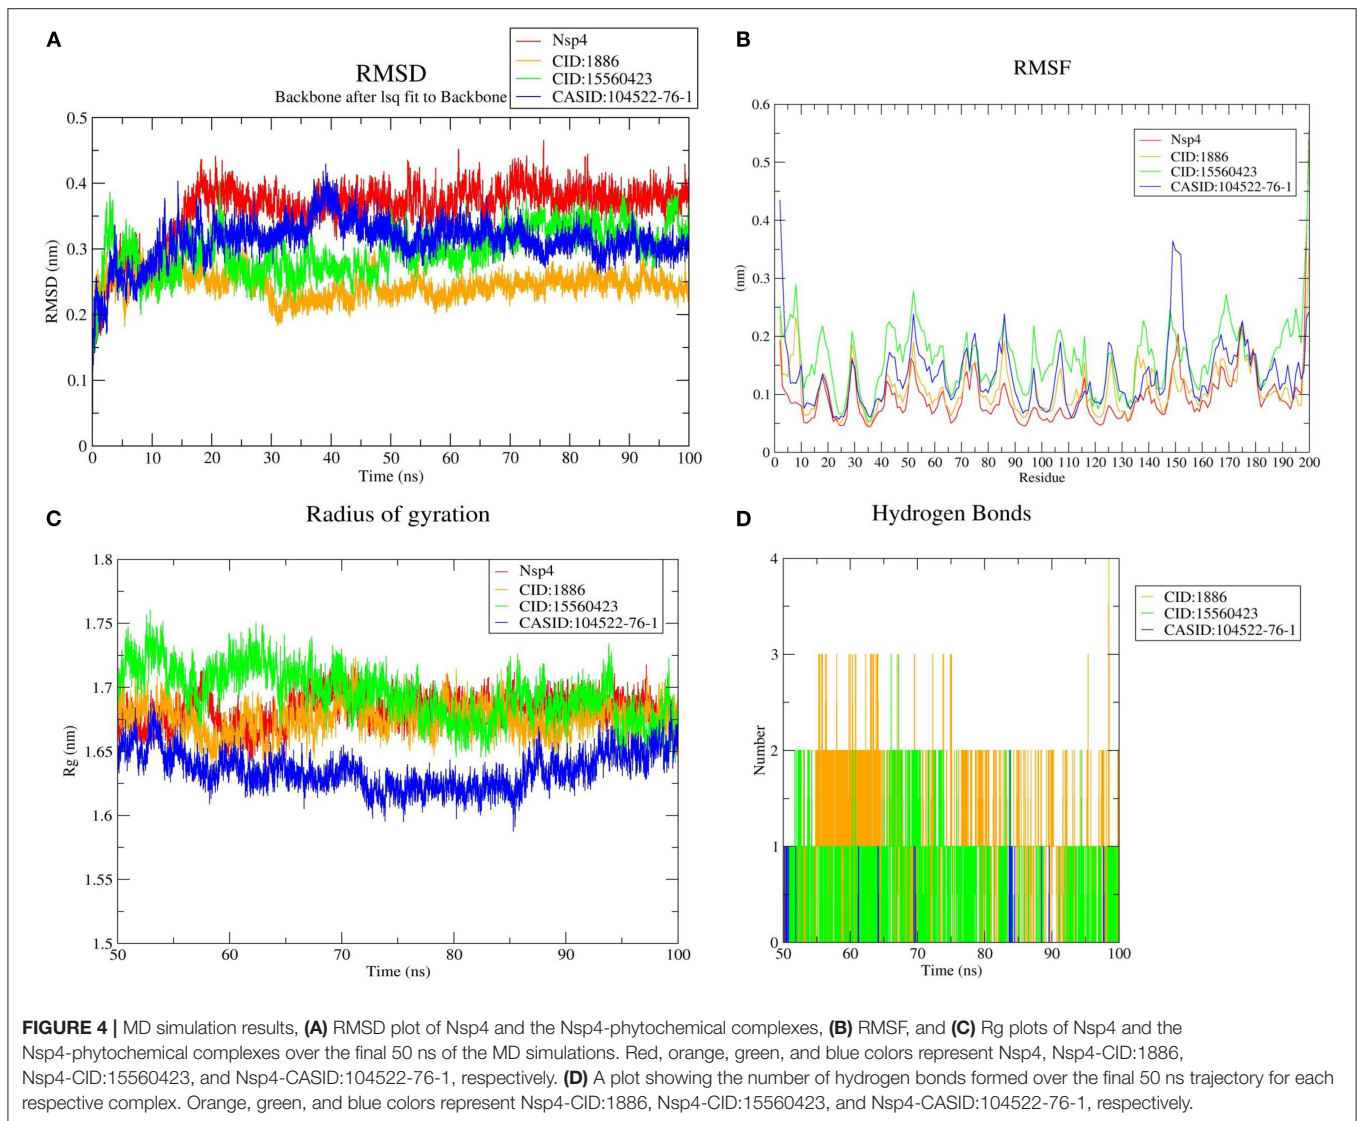 A
Nsp4
CID:1886
CID:15560423
CASID:104522-76-1
RMSD
Backbone after lsq fit to Backbone
0.5
0.4
0.3
0.2
0.1
0
RMSD (nm)
0 10 20 30 40 50 60 70 80 90 100
Time (ns)
B
RMSF
Nsp4
CID:1886
CID:15560423
CASID:104522-76-1
0.6
0.5
0.4
0.3
0.2
0.1
0
(nm)
0 10 20 30 40 50 60 70 80 90 100 110 120 130 140 150 160 170 180 190 200
Residue
C
Radius of gyration
Nsp4
CID:1886
CID:15560423
CASID:104522-76-1
1.8
1.75
1.7
1.65
1.6
1.55
1.5
Rg (nm)
50 60 70 80 90 100
Time (ns)
D
Hydrogen Bonds
CID:1886
CID:15560423
CASID:104522-76-1
4
3
2
1
0
Number
50 60 70 80 90 100
Time (ns)
FIGURE 4 | MD simulation results, (A) RMSD plot of Nsp4 and the Nsp4-phytochemical complexes, (B) RMSF, and (C) Rg plots of Nsp4 and the
Nsp4-phytochemical complexes over the final 50 ns of the MD simulations. Red, orange, green, and blue colors represent Nsp4, Nsp4-CID:1886,
Nsp4-CID:15560423, and Nsp4-CASID:104522-76-1, respectively. (D) A plot showing the number of hydrogen bonds formed over the final 50 ns trajectory for each
respective complex. Orange, green, and blue colors represent Nsp4-CID:1886, Nsp4-CID:15560423, and Nsp4-CASID:104522-76-1, respectively.